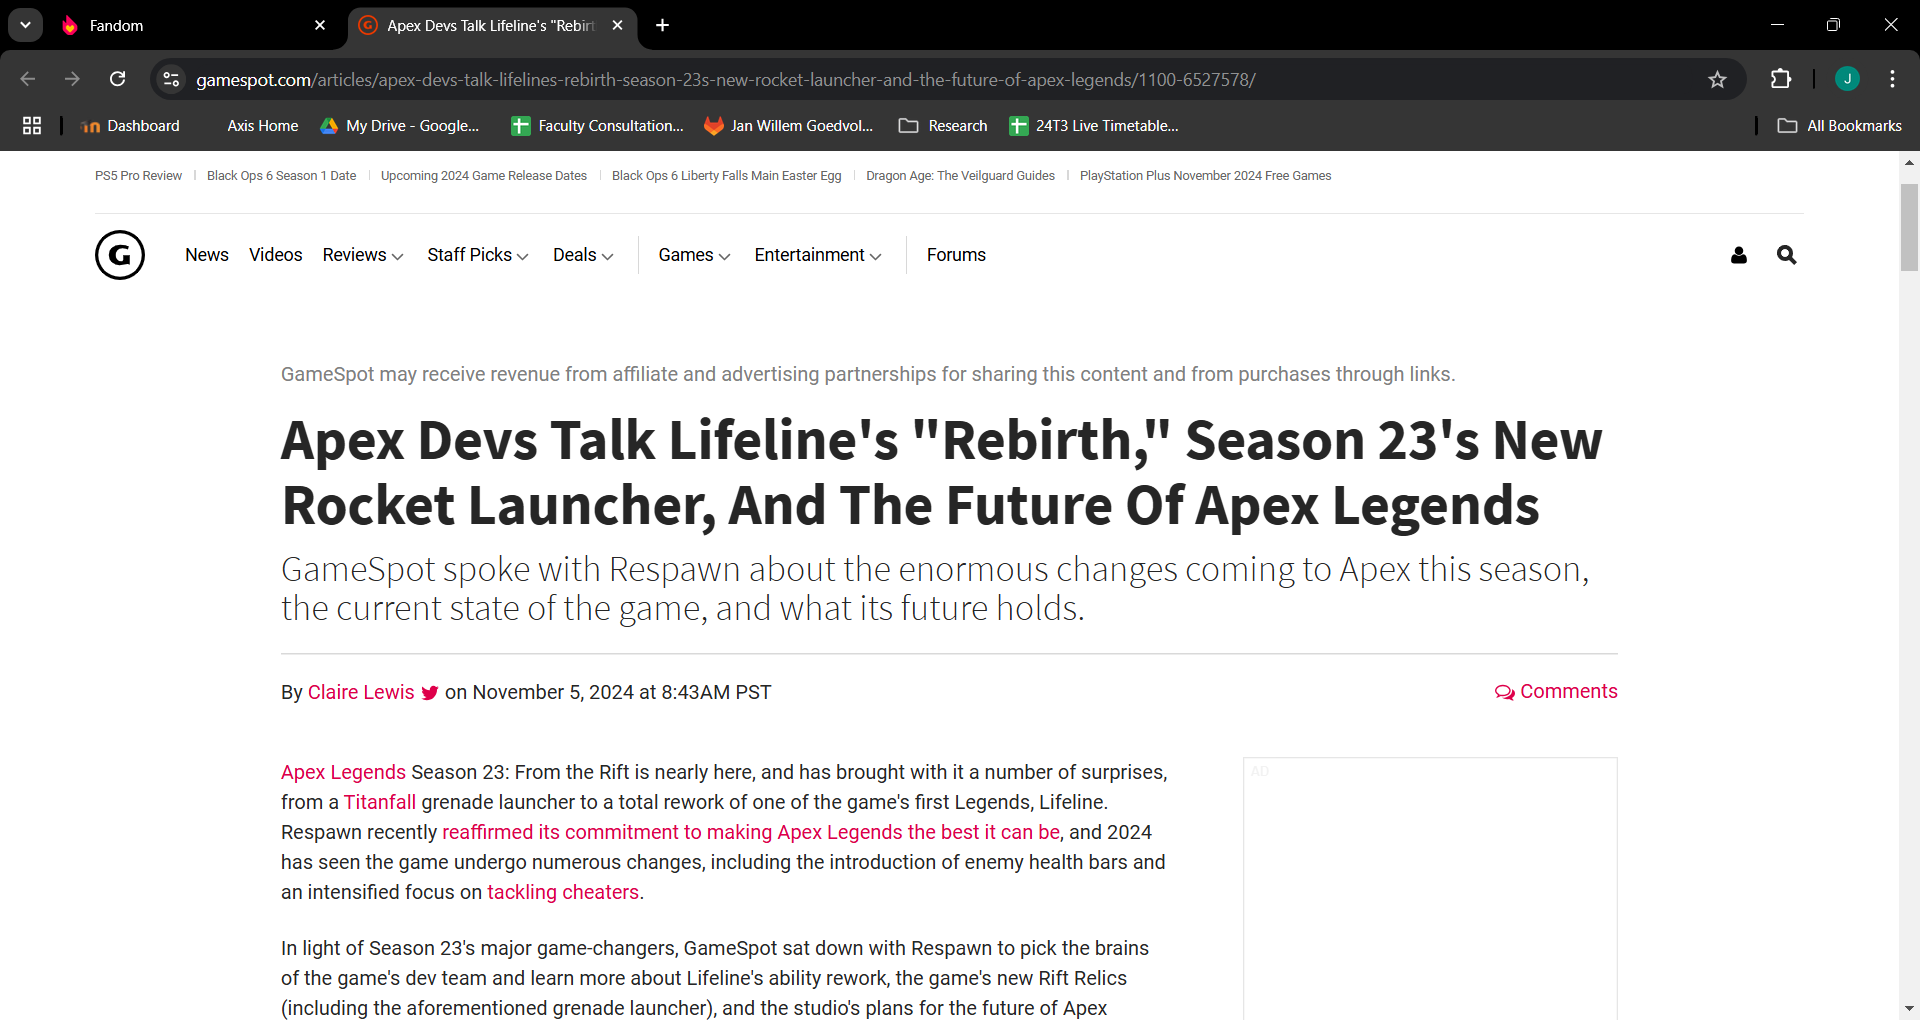 Fandom
Apex Devs Talk Lifeline's "Rebirt
gamespot.com/articles/apex-devs-talk-lifelines-rebirth-season-23s-new-rocket-launcher-and-the-future-of-apex-legends/1100-6527578/
J
Dashboard
Axis Home
My Drive - Google...
Faculty Consultation...
Jan Willem Goedvol...
Research
24T3 Live Timetable...
All Bookmarks
PS5 Pro Review
Black Ops 6 Season 1 Date
Upcoming 2024 Game Release Dates
Black Ops 6 Liberty Falls Main Easter Egg
Dragon Age: The Veilguard Guides
PlayStation Plus November 2024 Free Games
G
News
Videos
Reviews
Staff Picks
Deals
Games
Entertainment
Forums
GameSpot may receive revenue from affiliate and advertising partnerships for sharing this content and from purchases through links.
Apex Devs Talk Lifeline's "Rebirth," Season 23's New
Rocket Launcher, And The Future Of Apex Legends
GameSpot spoke with Respawn about the enormous changes coming to Apex this season,
the current state of the game, and what its future holds.
By Claire Lewis on November 5, 2024 at 8:43AM PST
Comments
Apex Legends Season 23: From the Rift is nearly here, and has brought with it a number of surprises,
from a Titanfall grenade launcher to a total rework of one of the game's first Legends, Lifeline.
Respawn recently reaffirmed its commitment to making Apex Legends the best it can be, and 2024
has seen the game undergo numerous changes, including the introduction of enemy health bars and
an intensified focus on tackling cheaters.
AD
In light of Season 23's major game-changers, GameSpot sat down with Respawn to pick the brains
of the game's dev team and learn more about Lifeline's ability rework, the game's new Rift Relics
(including the aforementioned grenade launcher), and the studio's plans for the future of Apex